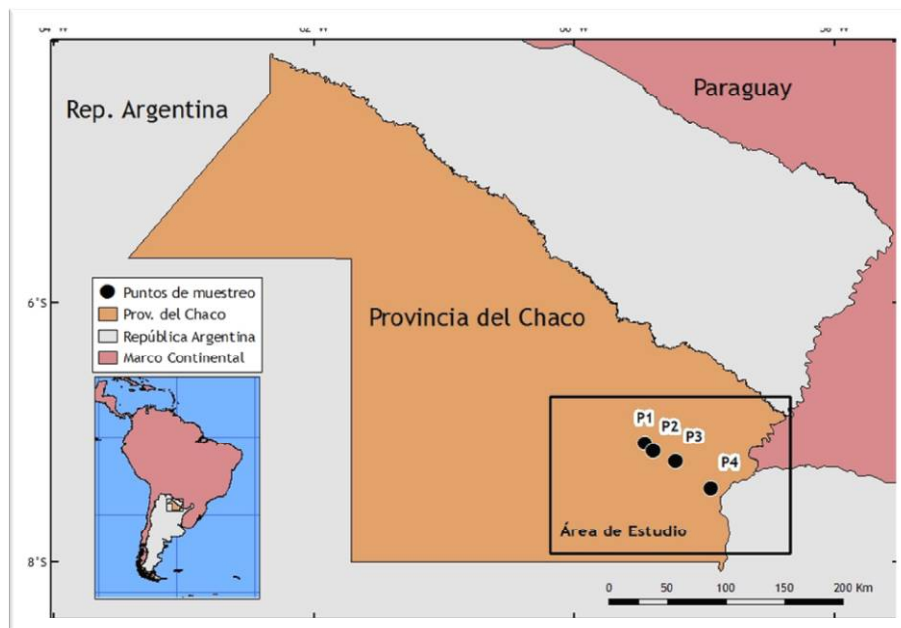 62°W
Rep. Argentina
Paraguay
6°S
Puntos de muestreo
Prov. del Chaco
República Argentina
Marco Continental
Provincia del Chaco
P1
P2
P3
P4
Área de Estudio
8°S
0 50 100 150 200 Km